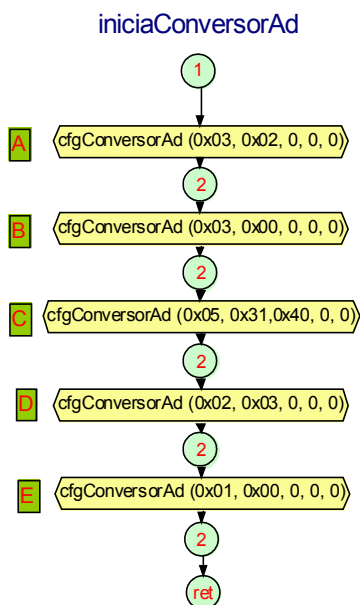 iniciaConversorAd
1
A cfgConversorAd (0x03, 0x02, 0, 0, 0)
2
B cfgConversorAd (0x03, 0x00, 0, 0, 0)
2
C cfgConversorAd (0x05, 0x31,0x40, 0, 0)
2
D cfgConversorAd (0x02, 0x03, 0, 0, 0)
2
E cfgConversorAd (0x01, 0x00, 0, 0, 0)
2
ret